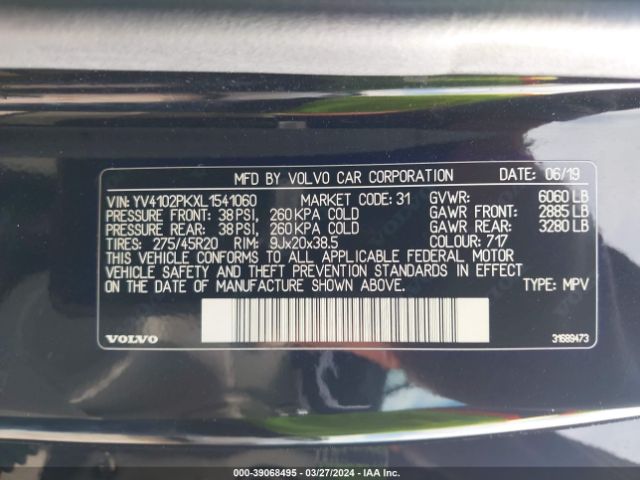 MFD BY VOLVO CAR CORPORATION DATE: 06/19
VIN: YV4102PKXL1541060 MARKET CODE: 31 GVWR: 6060 LB
PRESSURE FRONT: 38 PSI, 260 KPA COLD GAWR FRONT: 2885 LB
PRESSURE REAR: 38 PSI, 260 KPA COLD GAWR REAR: 3280 LB
TIRES: 275/45R20 RIM: 9Jx20x38.5 COLOUR: 717
THIS VEHICLE CONFORMS TO ALL APPLICABLE FEDERAL MOTOR
VEHICLE SAFETY AND THEFT PREVENTION STANDARDS IN EFFECT
ON THE DATE OF MANUFACTURE SHOWN ABOVE. TYPE: MPV
VOLVO 31689473
000-39068495 - 03/27/2024 - IAA Inc.